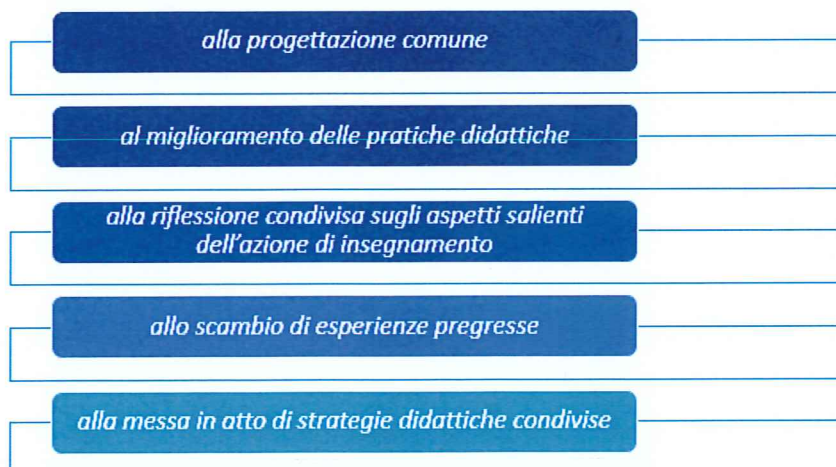 alla progettazione comune
al miglioramento delle pratiche didattiche
alla riflessione condivisa sugli aspetti salienti
dell'azione di insegnamento
allo scambio di esperienze pregresse
alla messa in atto di strategie didattiche condivise